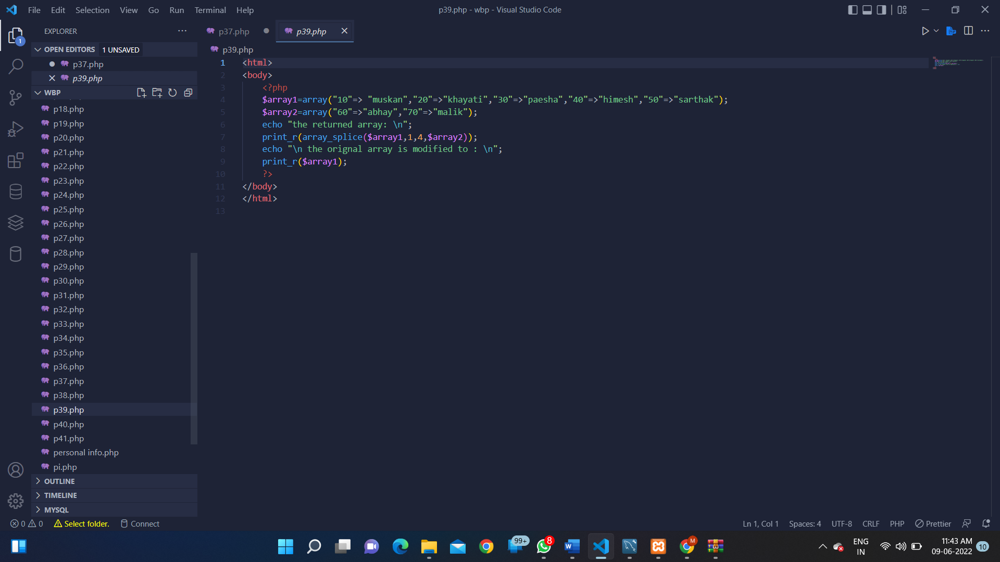 File Edit Selection View Go Run Terminal Help
p39.php - wbp - Visual Studio Code
EXPLORER
p37.php
p39.php
OPEN EDITORS 1 UNSAVED
p37.php
p39.php
WBP
p18.php
p19.php
p20.php
p21.php
p22.php
p23.php
p24.php
p25.php
p26.php
p27.php
p28.php
p29.php
p30.php
p31.php
p32.php
p33.php
p34.php
p35.php
p36.php
p37.php
p38.php
p39.php
p40.php
p41.php
personal info.php
pi.php
OUTLINE
TIMELINE
MYSQL
p39.php
1 <html>
2 <body>
3 <?php
4 $array1=array("10"=> "muskan","20"=>"khayati","30"=>"paesha","40"=>"himesh","50"=>"sarthak");
5 $array2=array("60"=>"abhay","70"=>"malik");
6 echo "the returned array: \n";
7 print_r(array_splice($array1,1,4,$array2));
8 echo "\n the orignal array is modified to : \n";
9 print_r($array1);
10 ?>
11 </body>
12 </html>
13
0 0 Select folder. Connect
Ln 1, Col 1 Spaces: 4 UTF-8 CRLF PHP Prettier
1
99+
8
M
ENG
IN
11:43 AM
09-06-2022
10